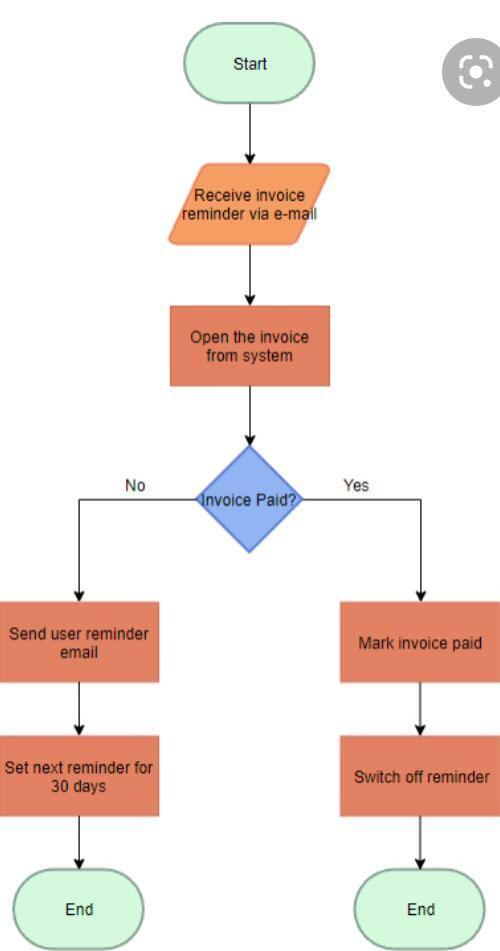 Start
Receive invoice
reminder via e-mail
Open the invoice
from system
Invoice Paid?
No
Yes
Send user reminder
email
Set next reminder for
30 days
End
Mark invoice paid
Switch off reminder
End